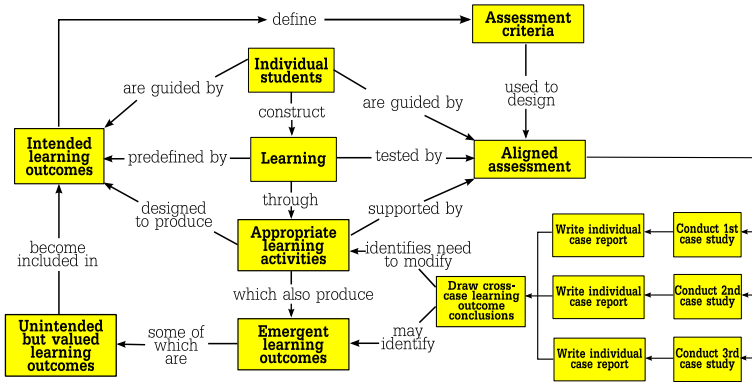 define
Assessment
criteria
Individual
students
are guided by
are guided by
used to
design
construct
Intended
learning
outcomes
predefined by
Learning
tested by
Aligned
assessment
through
designed
to produce
supported by
Appropriate
learning
activities
identifies need
to modify
Write individual
case report
Conduct 1st
case study
become
included in
which also produce
Draw cross-
case learning
outcome
conclusions
Write individual
case report
Conduct 2nd
case study
Unintended
but valued
learning
outcomes
some of
which
are
Emergent
learning
outcomes
may
identify
Write individual
case report
Conduct 3rd
case study